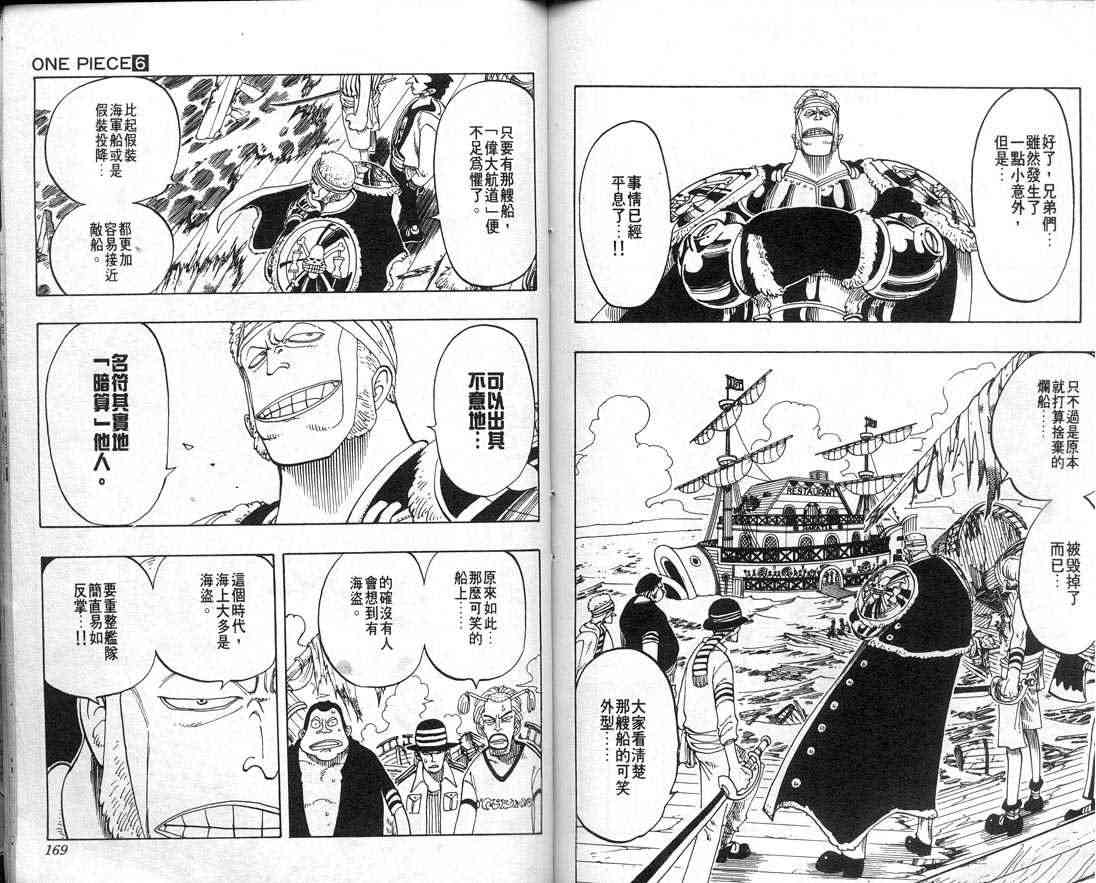 好了，兄弟們…
雖然發生了
一點小意外，
但是…
事情已經
平息了…!!
只不過是原本
就打算捨棄的
爛船……
被毀掉了
而已…
RESTAURANT
大家看清楚
那艘船的可笑
外型……
ONE PIECE 6
只要有那艘船，
「偉大航道」便
不足為懼了。
比起假裝
海軍船或是
假裝投降…
都更加
容易接近
敵船。
可以出其
不意地…
名符其實地
「暗算」他人。
原來如此…
那麼可笑的
船上……
的確沒有人
會想到有
海盜。
這個時代，
海上大多是
海盜。
要重整艦隊
簡直易如
反掌…!!
169